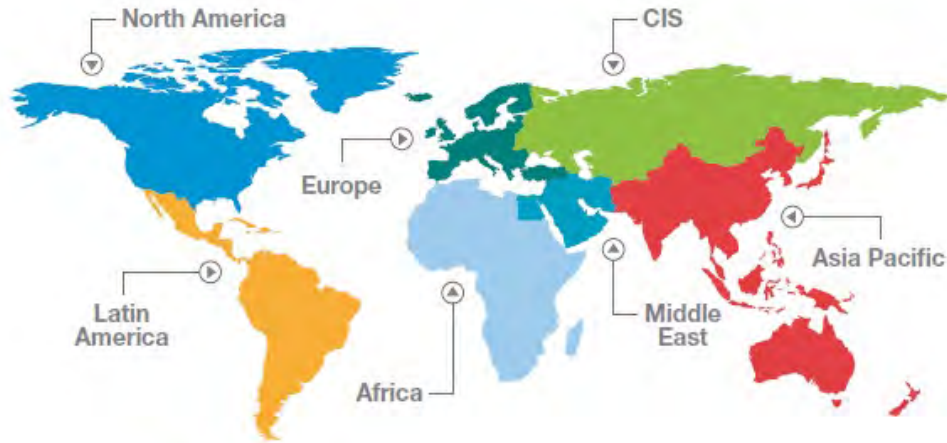 North America
CIS
Europe
Asia Pacific
Latin
America
Middle
East
Africa